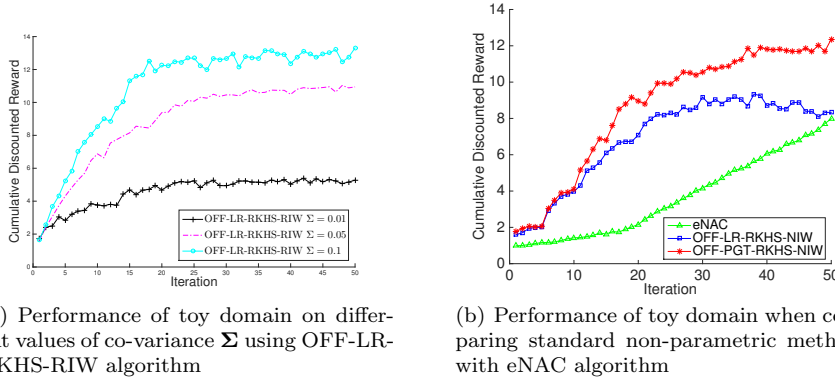 14
12
10
8
6
4
2
0
Cumulative Discounted Reward
OFF-LR-RKHS-RIW Σ = 0.01
OFF-LR-RKHS-RIW Σ = 0.05
OFF-LR-RKHS-RIW Σ = 0.1
0 5 10 15 20 25 30 35 40 45 50
Iteration
) Performance of toy domain on differ-
t values of co-variance Σ using OFF-LR-
KHS-RIW algorithm
14
12
10
8
6
4
2
0
Cumulative Discounted Reward
eNAC
OFF-LR-RKHS-NIW
OFF-PGT-RKHS-NIW
0 10 20 30 40 50
Iteration
(b) Performance of toy domain when co
paring standard non-parametric meth
with eNAC algorithm